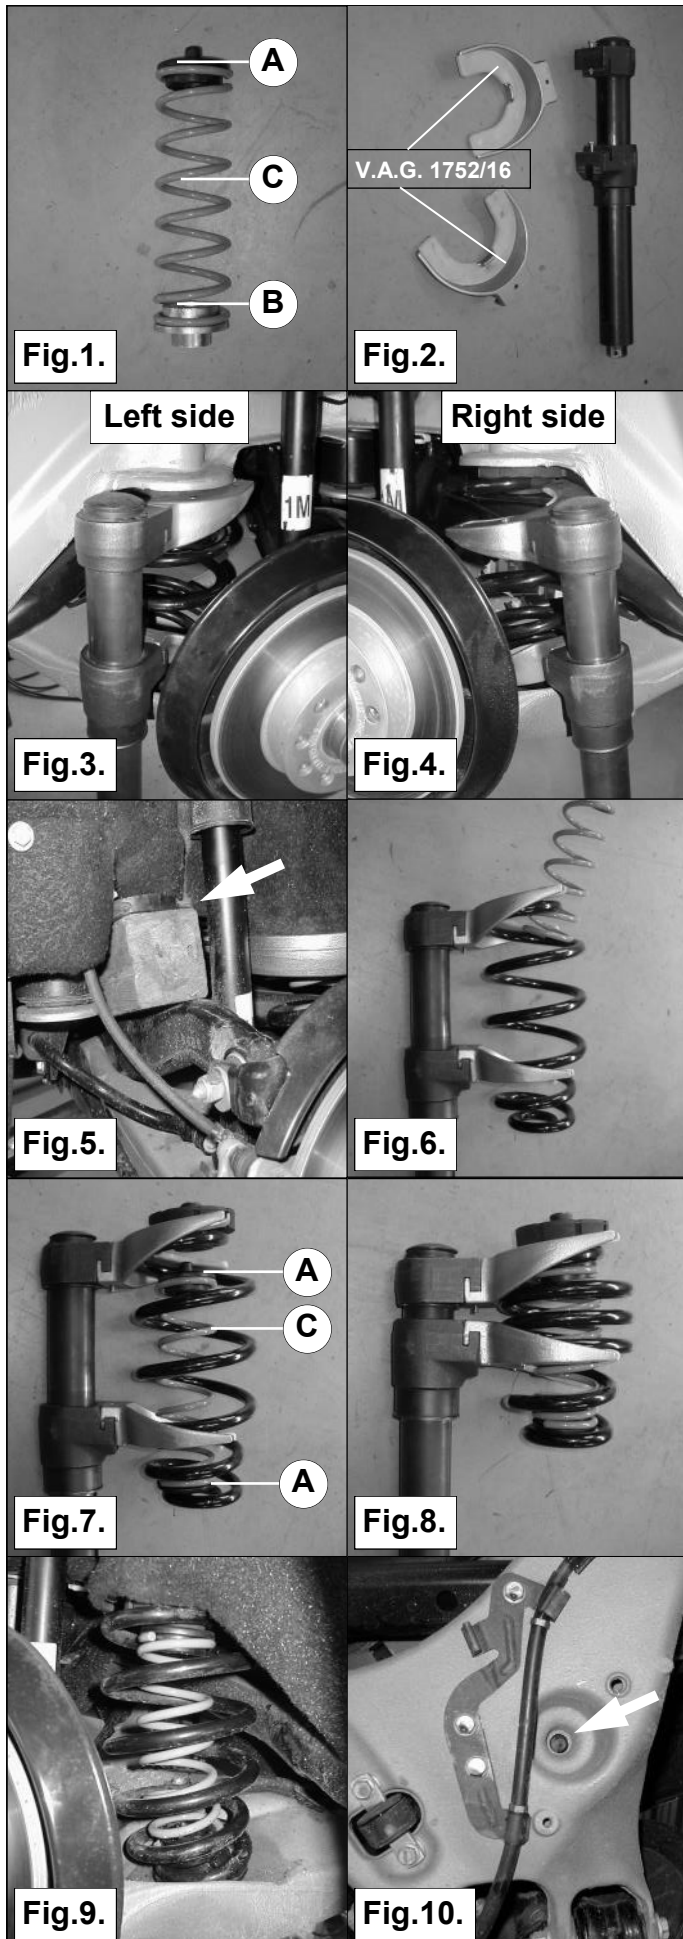 A
C
B
Fig.1.
V.A.G. 1752/16
Fig.2.
Left side
1M
Fig.3.
Right side
Fig.4.
Fig.5.
Fig.6.
A
C
A
Fig.7.
Fig.8.
Fig.9.
Fig.10.